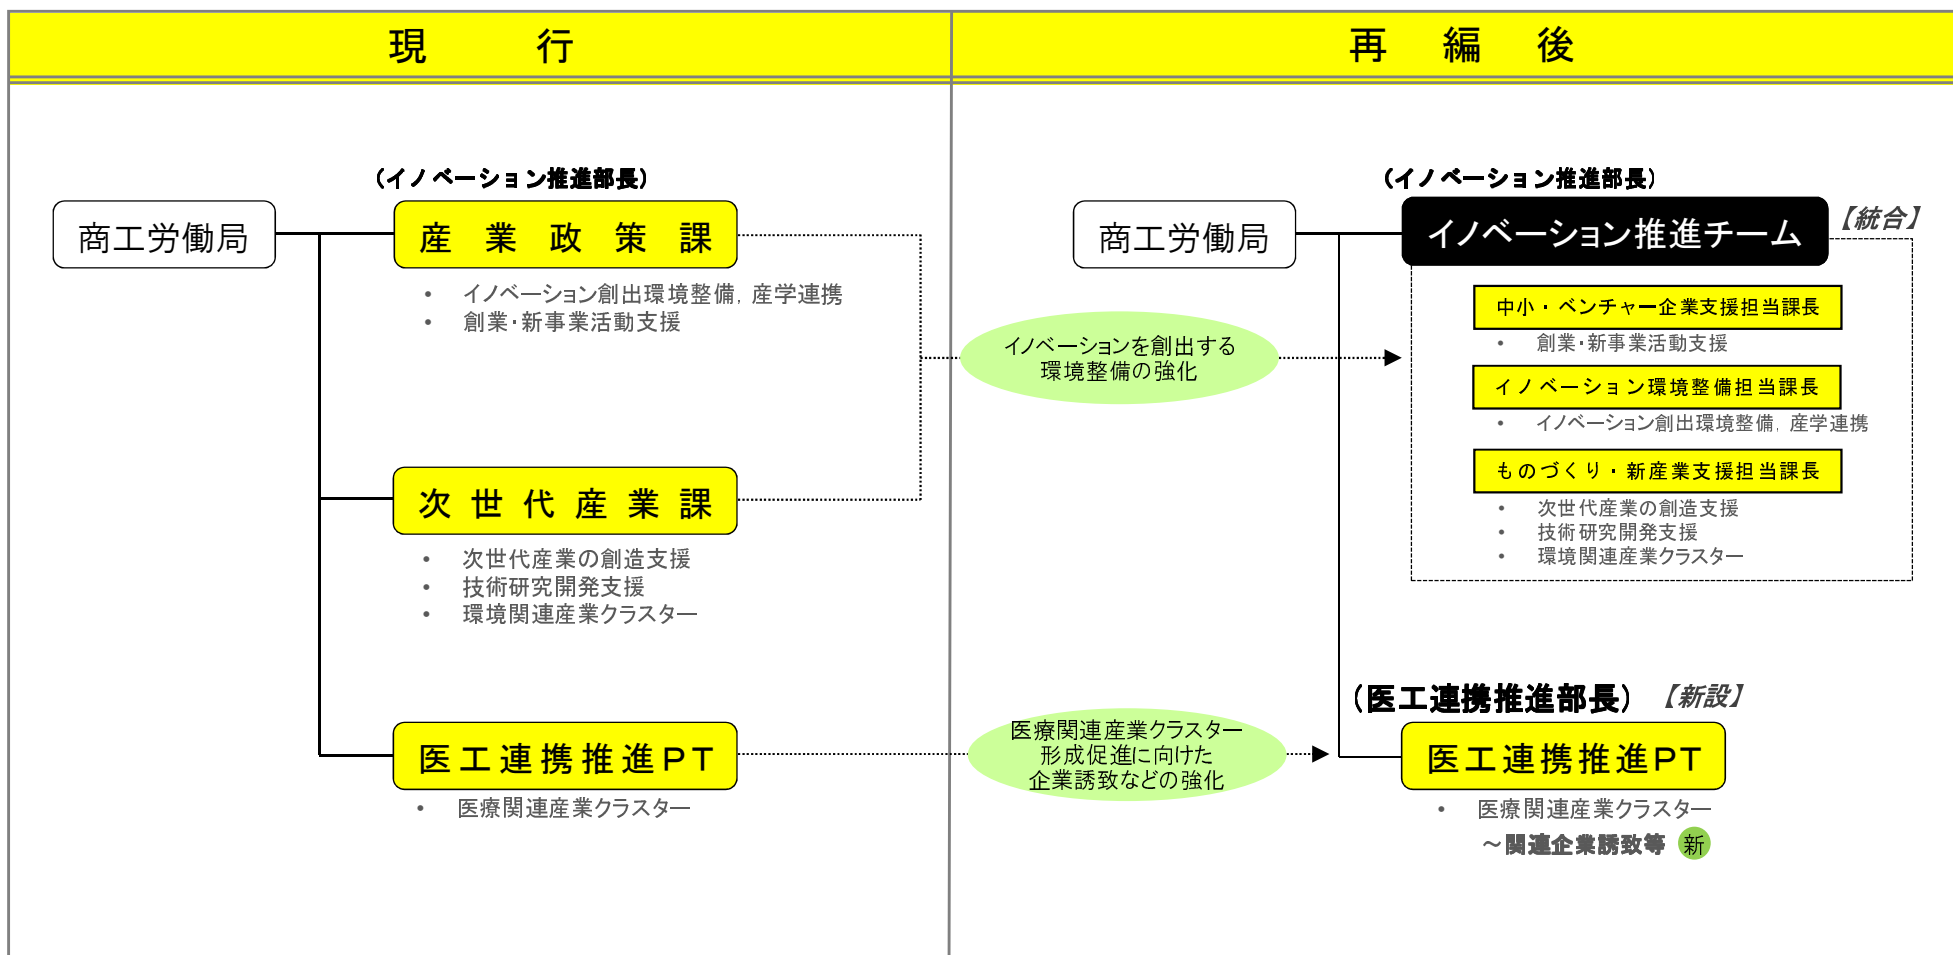 現行
再編後
(イノベーション推進部長)
商工労働局
産業政策課
• イノベーション創出環境整備,産学連携
• 創業・新事業活動支援
次世代産業課
• 次世代産業の創造支援
• 技術研究開発支援
• 環境関連産業クラスター
医工連携推進PT
• 医療関連産業クラスター
イノベーションを創出する
環境整備の強化
医療関連産業クラスター
形成促進に向けた
企業誘致などの強化
(イノベーション推進部長)
商工労働局
イノベーション推進チーム
【統合】
中小・ベンチャー企業支援担当課長
• 創業・新事業活動支援
イノベーション環境整備担当課長
• イノベーション創出環境整備,産学連携
ものづくり・新産業支援担当課長
• 次世代産業の創造支援
• 技術研究開発支援
• 環境関連産業クラスター
(医工連携推進部長)【新設】
医工連携推進PT
• 医療関連産業クラスター
～関連企業誘致等 新